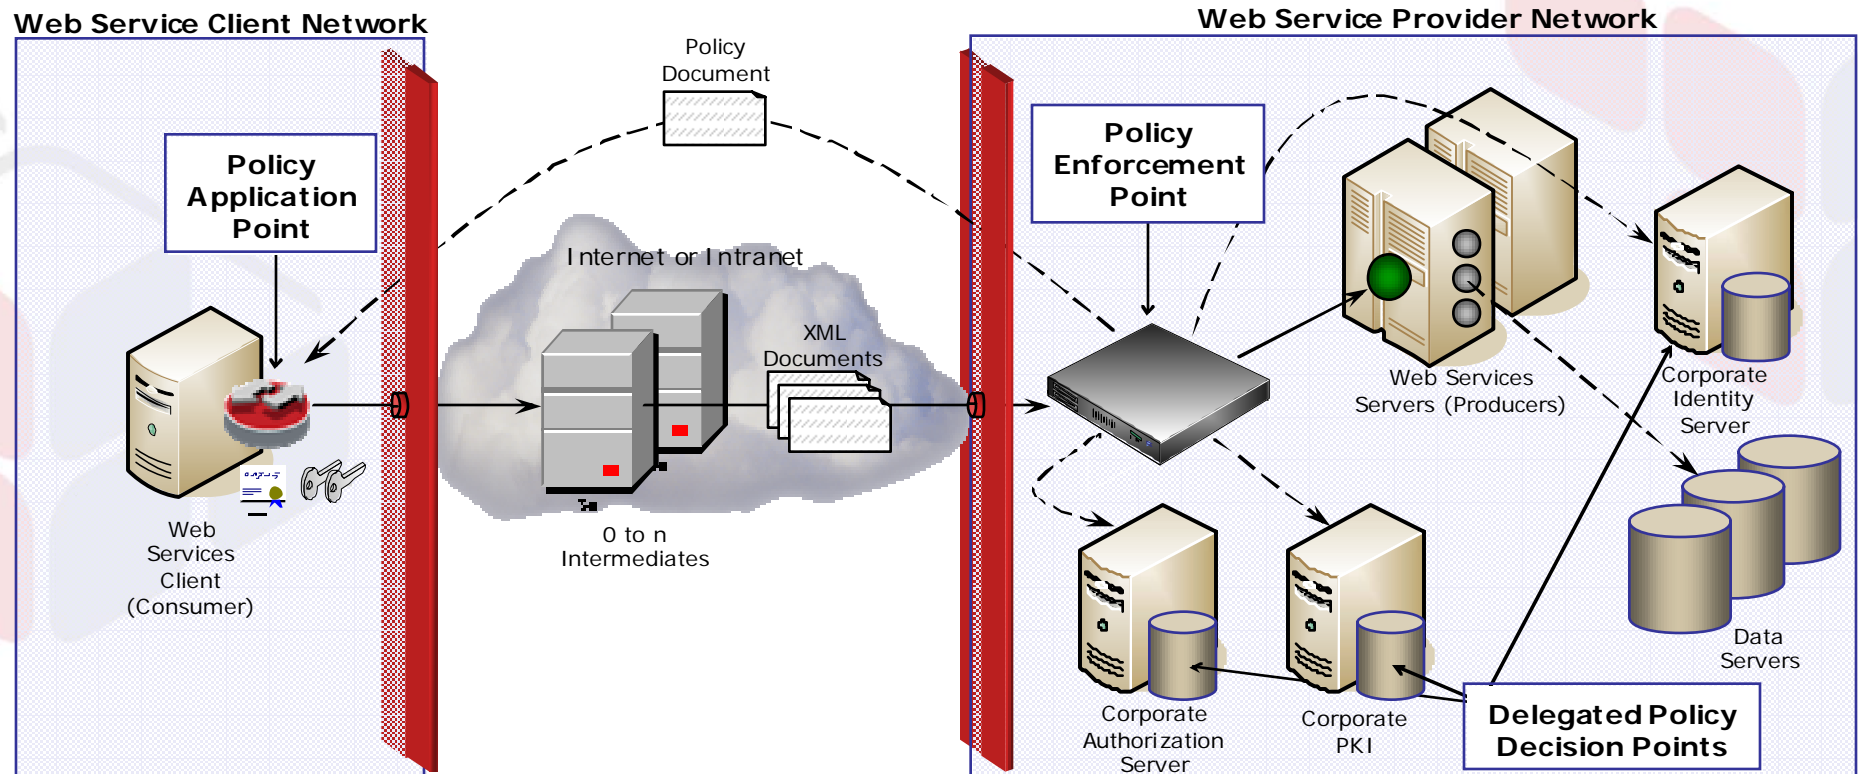 Web Service Client Network
Web Service Provider Network
Policy
Document
Policy
Application
Point
Policy
Enforcement
Point
Internet or Intranet
XML
Documents
Web Services
Servers (Producers)
Corporate
Identity
Server
Web
Services
Client
(Consumer)
0 to n
Intermediates
Data
Servers
Corporate
Authorization
Server
Corporate
PKI
Delegated Policy
Decision Points